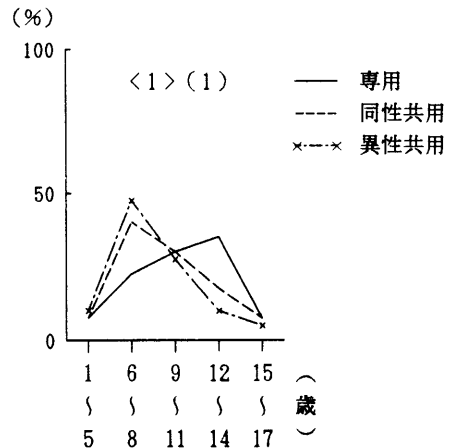 (%)
100
<1>(1)
専用
同性共用
異性共用
50
0
1 6 9 12 15
〜 〜 〜 〜 〜 (歳)
5 8 11 14 17